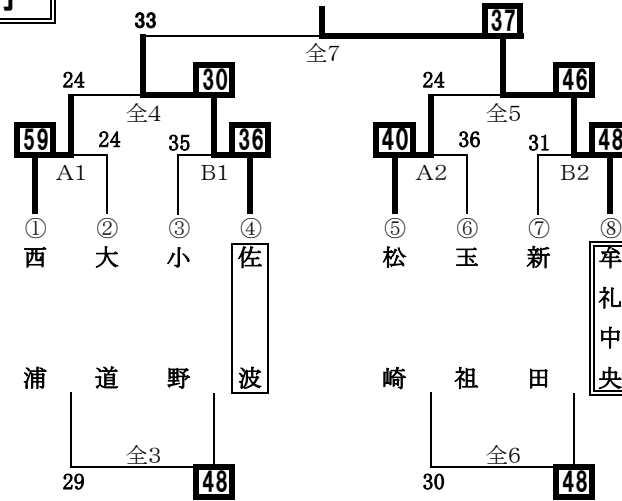 33 37
全7
24 30 24 46
全4 全5
59 24 35 36 40 36 31 48
A1 B1 A2 B2
① ② ③ ④ ⑤ ⑥ ⑦ ⑧
西浦 大道 小野 佐波 松崎 玉祖 新田 牟礼中央
全3 全6
29 48 30 48